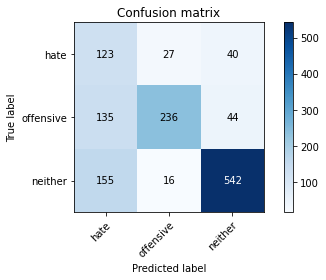 Confusion matrix
hate 123 27 40
offensive 135 236 44
neither 155 16 542
hate offensive neither
True label
Predicted label
500
400
300
200
100